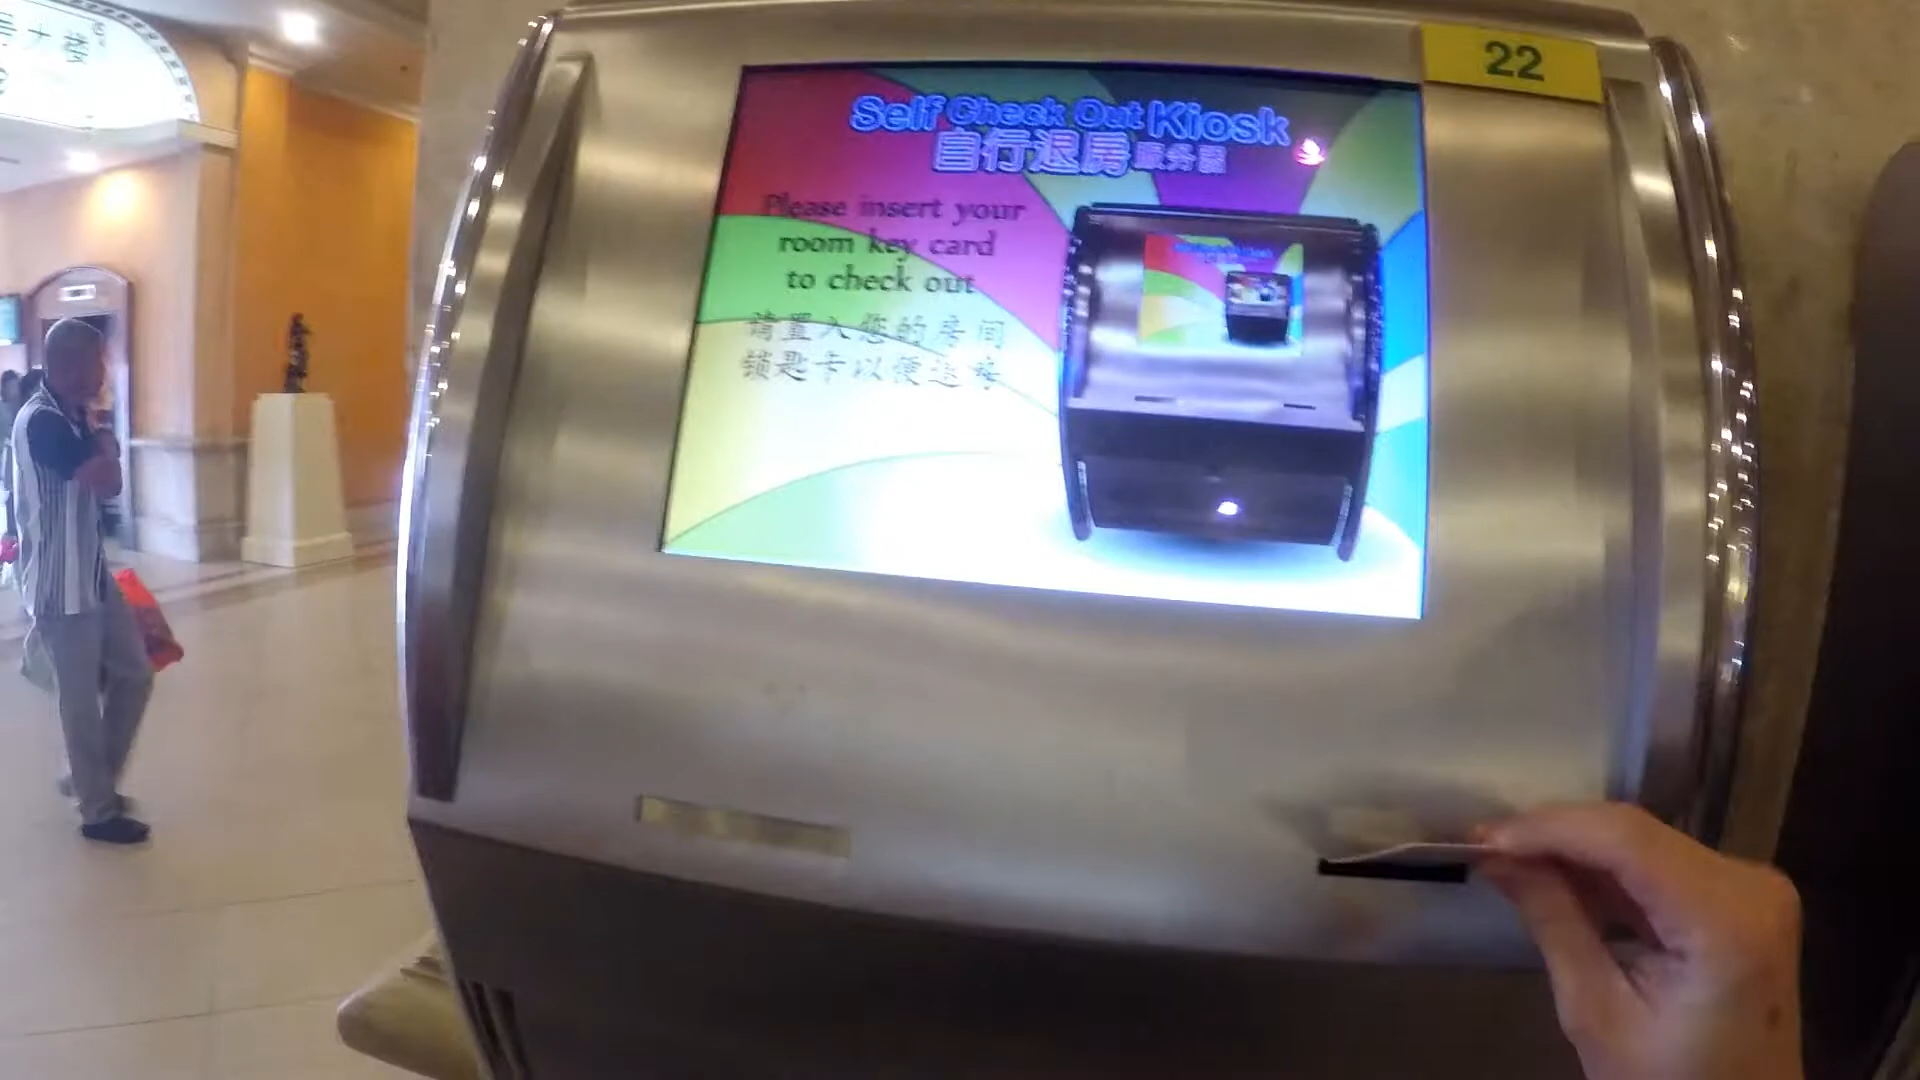 22
Self Check Out Kiosk
自行退房服务器
Please insert your
room key card
to check out
请置入您的房间
锁匙卡以便退房